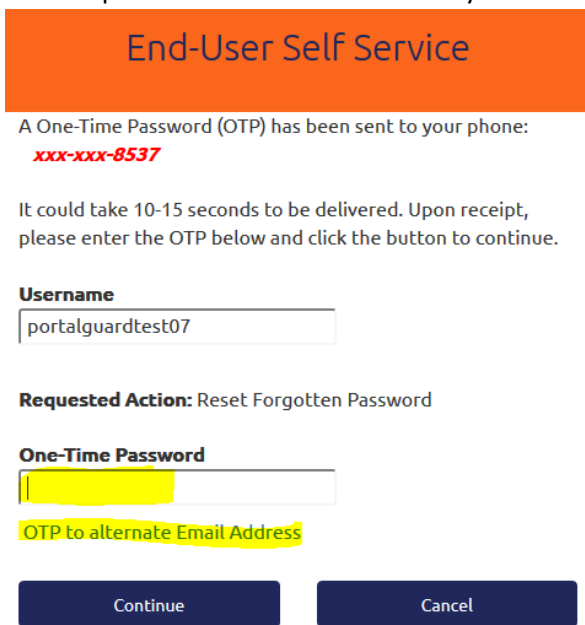 End-User Self Service
A One-Time Password (OTP) has been sent to your phone:
xxx-xxx-8537
It could take 10-15 seconds to be delivered. Upon receipt,
please enter the OTP below and click the button to continue.
Username
portalguardtest07
Requested Action: Reset Forgotten Password
One-Time Password
OTP to alternate Email Address
Continue Cancel